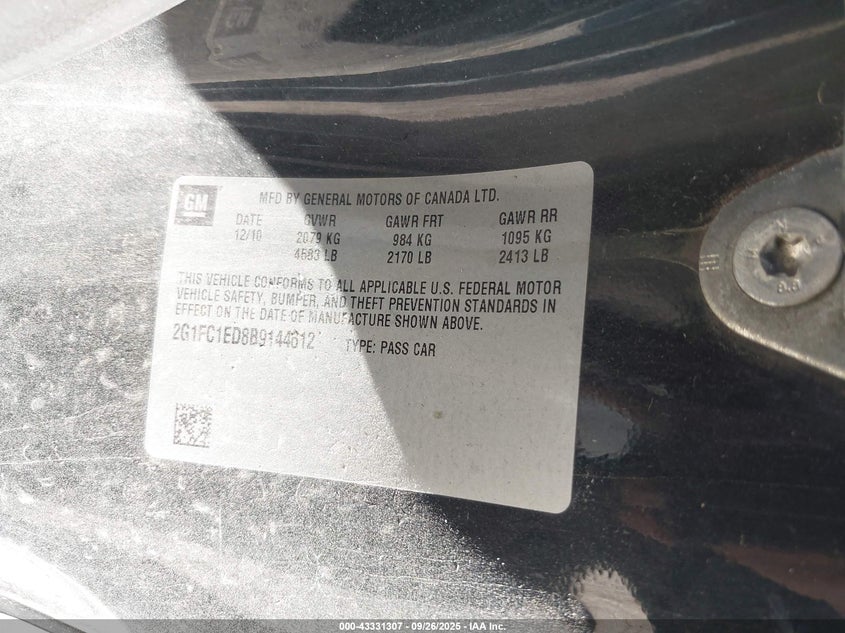 GM
MFD BY GENERAL MOTORS OF CANADA LTD.
DATE GVWR GAWR FRT GAWR RR
12/10 2079 KG 984 KG 1095 KG
4583 LB 2170 LB 2413 LB
THIS VEHICLE CONFORMS TO ALL APPLICABLE U.S. FEDERAL MOTOR
VEHICLE SAFETY, BUMPER, AND THEFT PREVENTION STANDARDS IN
EFFECT ON THE DATE OF MANUFACTURE SHOWN ABOVE.
2G1FC1ED8B9144612 TYPE: PASS CAR
000-43331307 - 09/26/2025 - IAA Inc.